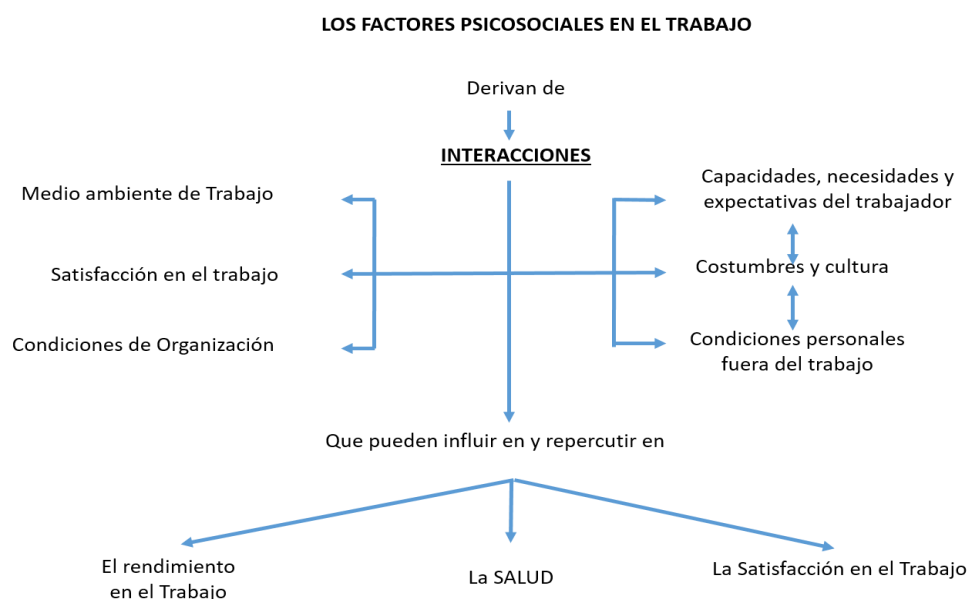 LOS FACTORES PSICOSOCIALES EN EL TRABAJO
Derivan de
INTERACCIONES
Medio ambiente de Trabajo
Satisfacción en el trabajo
Condiciones de Organización
Capacidades, necesidades y
expectativas del trabajador
Costumbres y cultura
Condiciones personales
fuera del trabajo
Que pueden influir en y repercutir en
El rendimiento
en el Trabajo
La SALUD
La Satisfacción en el Trabajo